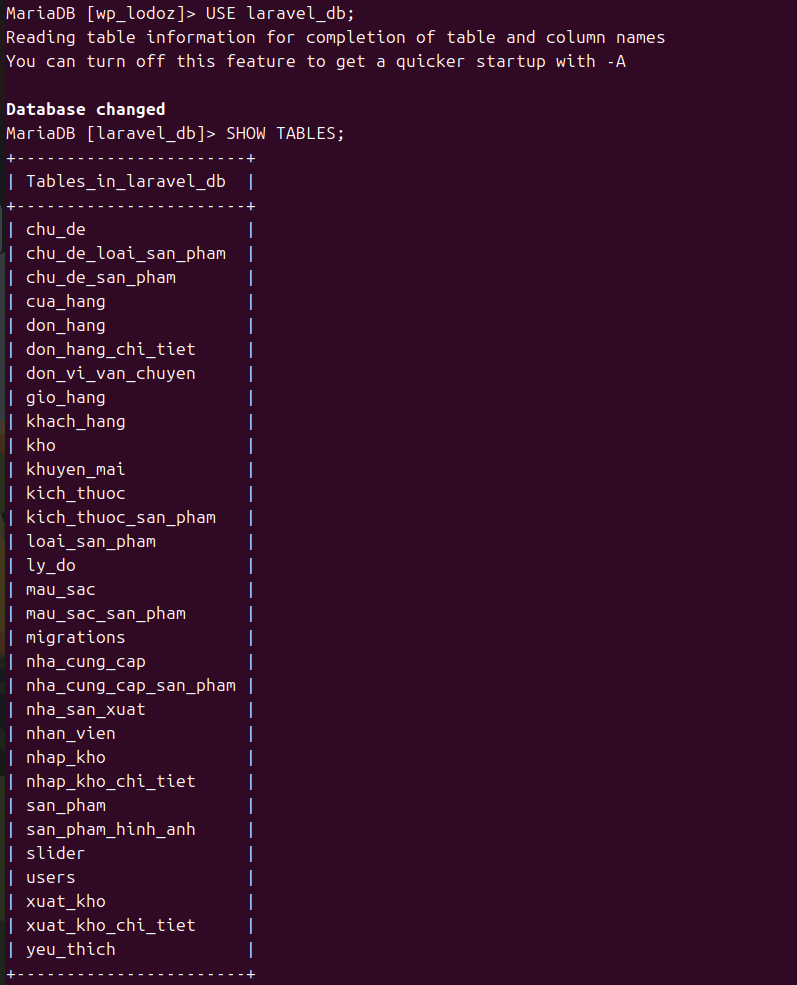 MariaDB [wp_lodoz]> USE laravel_db;
Reading table information for completion of table and column names
You can turn off this feature to get a quicker startup with -A

Database changed
MariaDB [laravel_db]> SHOW TABLES;
+-----------------------+
| Tables_in_laravel_db  |
+-----------------------+
| chu_de                |
| chu_de_loai_san_pham  |
| chu_de_san_pham       |
| cua_hang              |
| don_hang              |
| don_hang_chi_tiet     |
| don_vi_van_chuyen     |
| gio_hang              |
| khach_hang            |
| kho                   |
| khuyen_mai            |
| kich_thuoc            |
| kich_thuoc_san_pham   |
| loai_san_pham         |
| ly_do                 |
| mau_sac               |
| mau_sac_san_pham      |
| migrations            |
| nha_cung_cap          |
| nha_cung_cap_san_pham |
| nha_san_xuat          |
| nhan_vien             |
| nhap_kho              |
| nhap_kho_chi_tiet     |
| san_pham              |
| san_pham_hinh_anh     |
| slider                |
| users                 |
| xuat_kho              |
| xuat_kho_chi_tiet     |
| yeu_thich             |
+-----------------------+